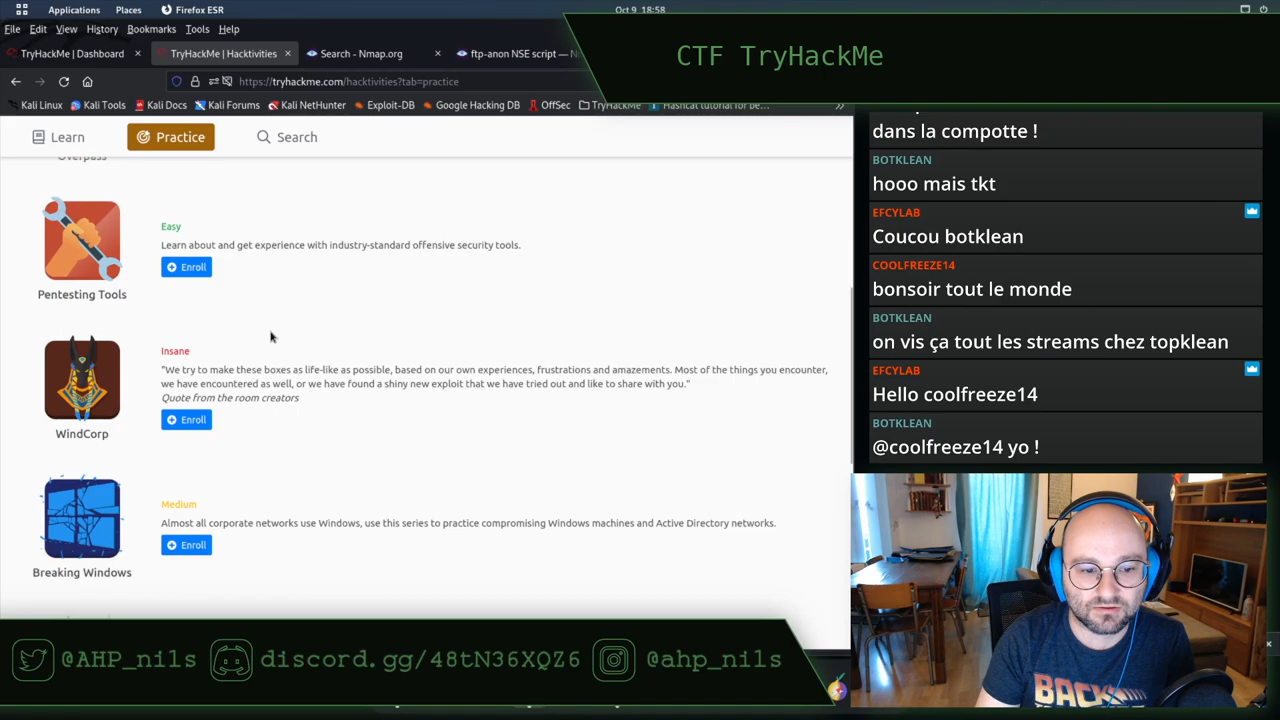 Applications
Places
Firefox ESR
Oct 9 18:58
File
Edit
View
History
Bookmarks
Tools
Help
TryHackMe | Dashboard
TryHackMe | Hacktivities
Search - Nmap.org
ftp-anon NSE script —
https://tryhackme.com/hacktivities?tab=practice
Kali Linux
Kali Tools
Kali Docs
Kali Forums
Kali NetHunter
Exploit-DB
Google Hacking DB
OffSec
TryHackMe
Hashcat tutorial for be...
CTF TryHackMe
Learn
Practice
Search
Overpass
Easy
Learn about and get experience with industry-standard offensive security tools.
Enroll
Pentesting Tools
Insane
"We try to make these boxes as life-like as possible, based on our own experiences, frustrations and amazements. Most of the things you encounter,
we have encountered as well, or we have found a shiny new exploit that we have tried out and like to share with you."
Quote from the room creators
Enroll
WindCorp
Medium
Almost all corporate networks use Windows, use this series to practice compromising Windows machines and Active Directory networks.
Enroll
Breaking Windows
dans la compotte !
BOTKLEAN
hooo mais tkt
EFCYLAB
Coucou botklean
COOLFREEZE14
bonsoir tout le monde
BOTKLEAN
on vis ça tout les streams chez topklean
EFCYLAB
Hello coolfreeze14
BOTKLEAN
@coolfreeze14 yo !
BACK
@AHP_nils
discord.gg/48tN36XQZ6
@ahp_nils